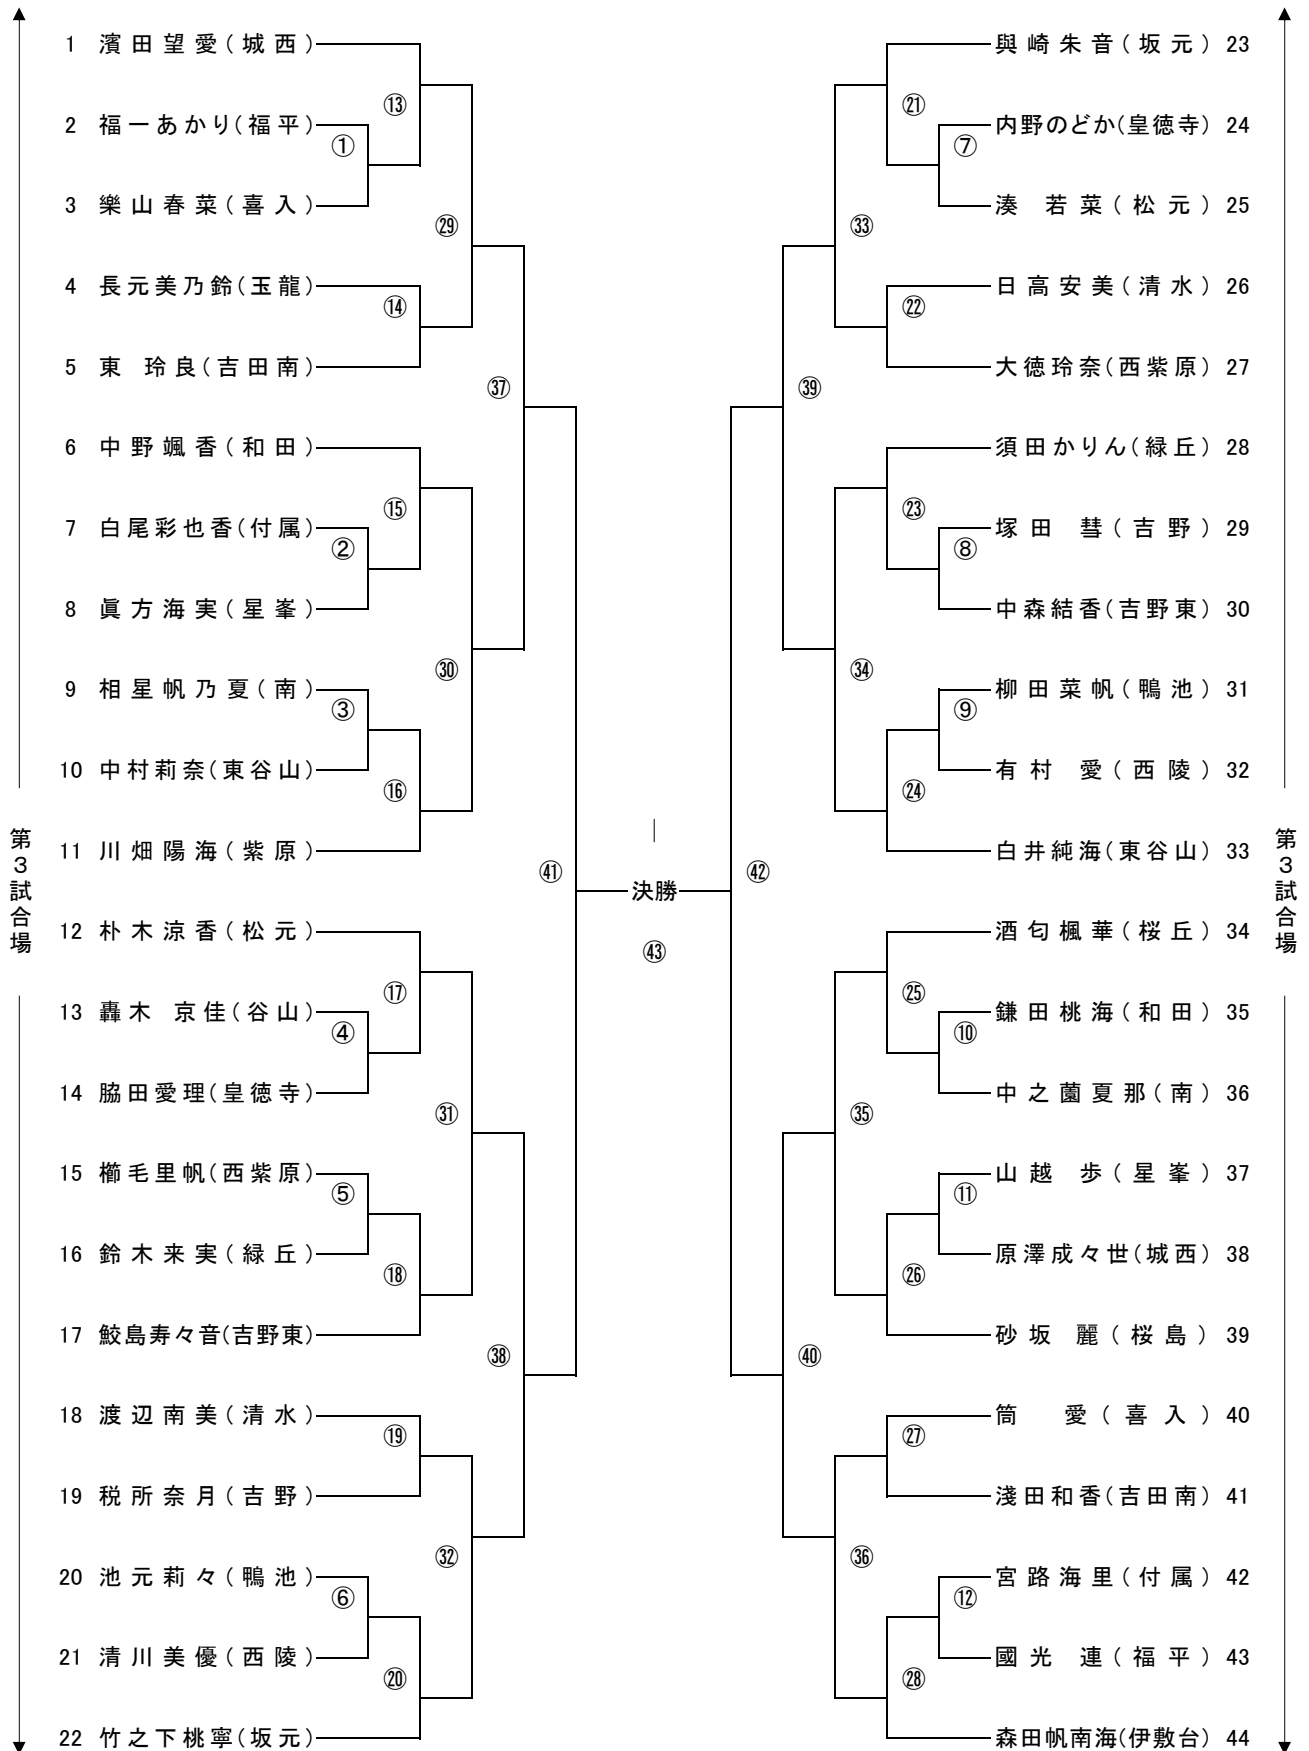 1 濱田望愛(城西)
2 福一あかり(福平)
3 樂山春菜(喜入)
4 長元美乃鈴(玉龍)
5 東 玲良(吉田南)
6 中野颯香(和田)
7 白尾彩也香(付属)
8 眞方海実(星峯)
9 相星帆乃夏(南)
10 中村莉奈(東谷山)
11 川畑陽海(紫原)
12 朴木涼香(松元)
13 轟木 京佳(谷山)
14 脇田愛理(皇徳寺)
15 櫛毛里帆(西紫原)
16 鈴木来実(緑丘)
17 鮫島寿々音(吉野東)
18 渡辺南美(清水)
19 税所奈月(吉野)
20 池元莉々(鴨池)
21 清川美優(西陵)
22 竹之下桃寧(坂元)
第3試合場
①
②
③
④
⑤
⑥
⑬
⑭
⑮
⑯
⑰
⑱
⑲
⑳
㉙
㉚
㉛
㉜
㊲
㊳
㊶
決勝
㊸
㊷
㊴
㊵
㉝
㉞
㉟
㊱
㉑
㉒
㉓
㉔
㉕
㉖
㉗
㉘
⑦
⑧
⑨
⑩
⑪
⑫
與崎朱音(坂元) 23
内野のどか(皇徳寺) 24
湊 若菜(松元) 25
日高安美(清水) 26
大徳玲奈(西紫原) 27
須田かりん(緑丘) 28
塚田 彗(吉野) 29
中森結香(吉野東) 30
柳田菜帆(鴨池) 31
有村 愛(西陵) 32
白井純海(東谷山) 33
酒匂楓華(桜丘) 34
鎌田桃海(和田) 35
中之薗夏那(南) 36
山越 歩(星峯) 37
原澤成々世(城西) 38
砂坂 麗(桜島) 39
筒 愛(喜入) 40
淺田和香(吉田南) 41
宮路海里(付属) 42
國光 連(福平) 43
森田帆南海(伊敷台) 44
第3試合場